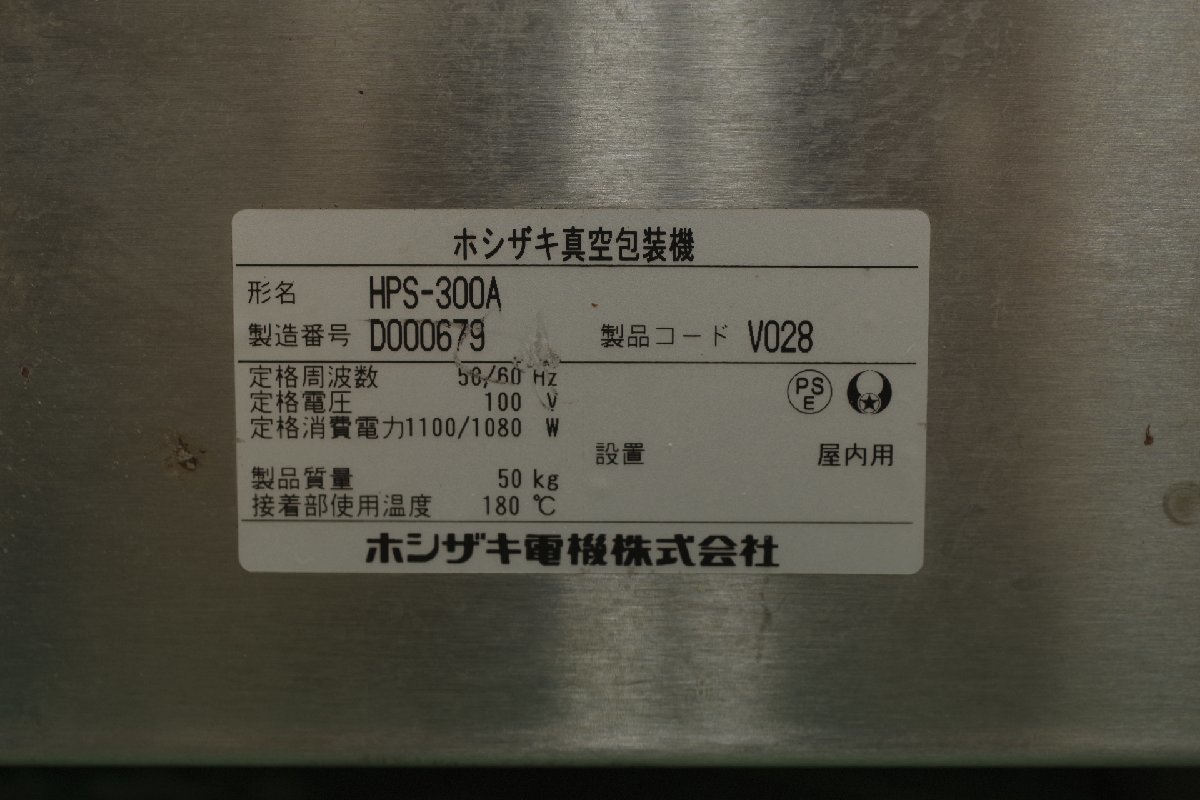 ホシザキ真空包装機
形名 HPS-300A
製造番号 D000679 製品コード V028
定格周波数 50/60 Hz
定格電圧 100 V
定格消費電力1100/1080 W
PS
E
設置 屋内用
製品質量 50 kg
接着部使用温度 180 ℃
ホシザキ電機株式会社